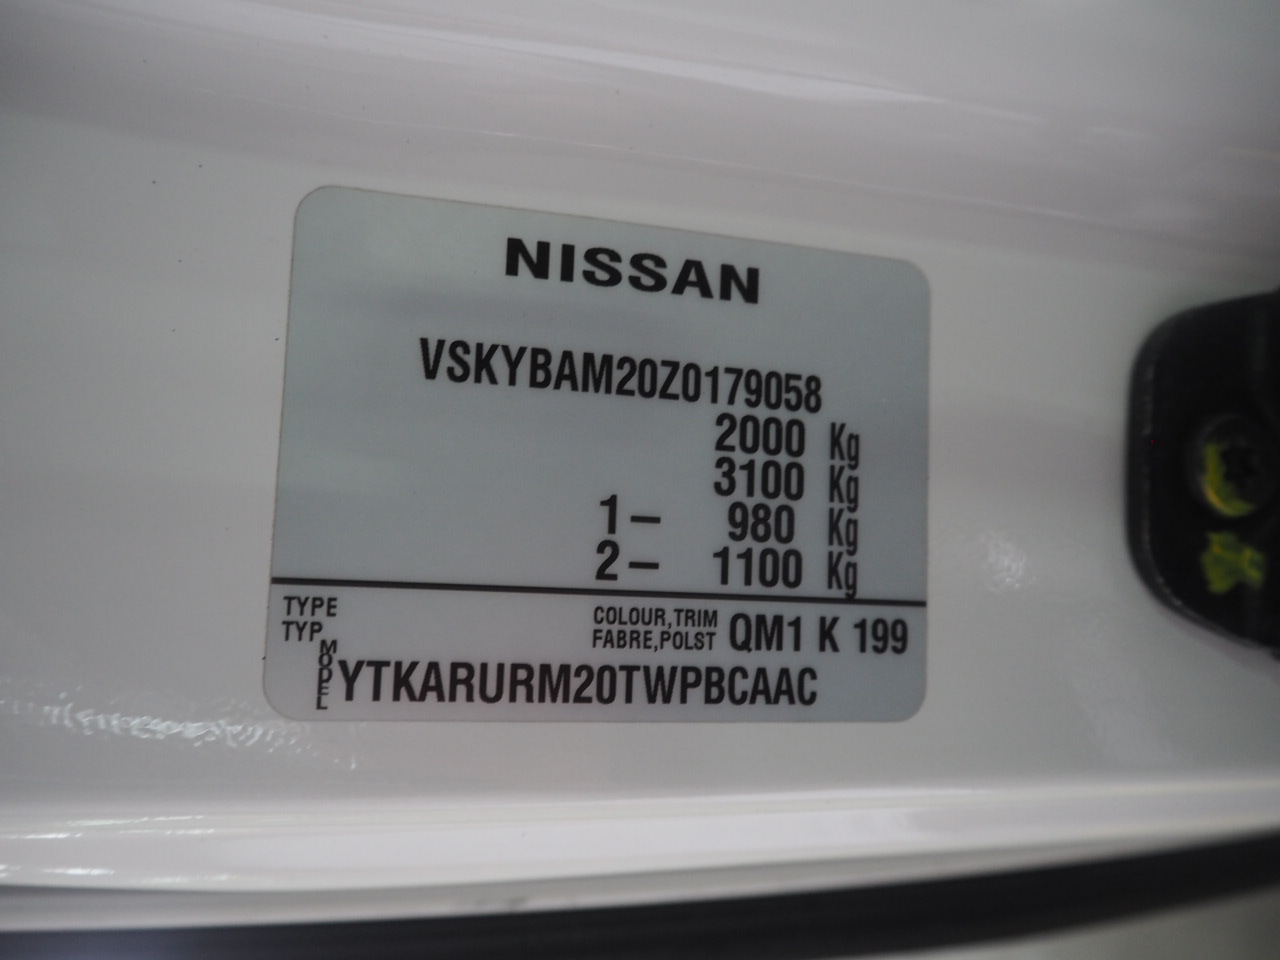 NISSAN
VSKYBAM20Z0179058
2000 Kg
3100 Kg
1- 980 Kg
2- 1100 Kg
TYPE
TYP
COLOUR,TRIM
FABRE,POLST
QM1 K 199
MODEL
YTKARURM20TWPBCAAC